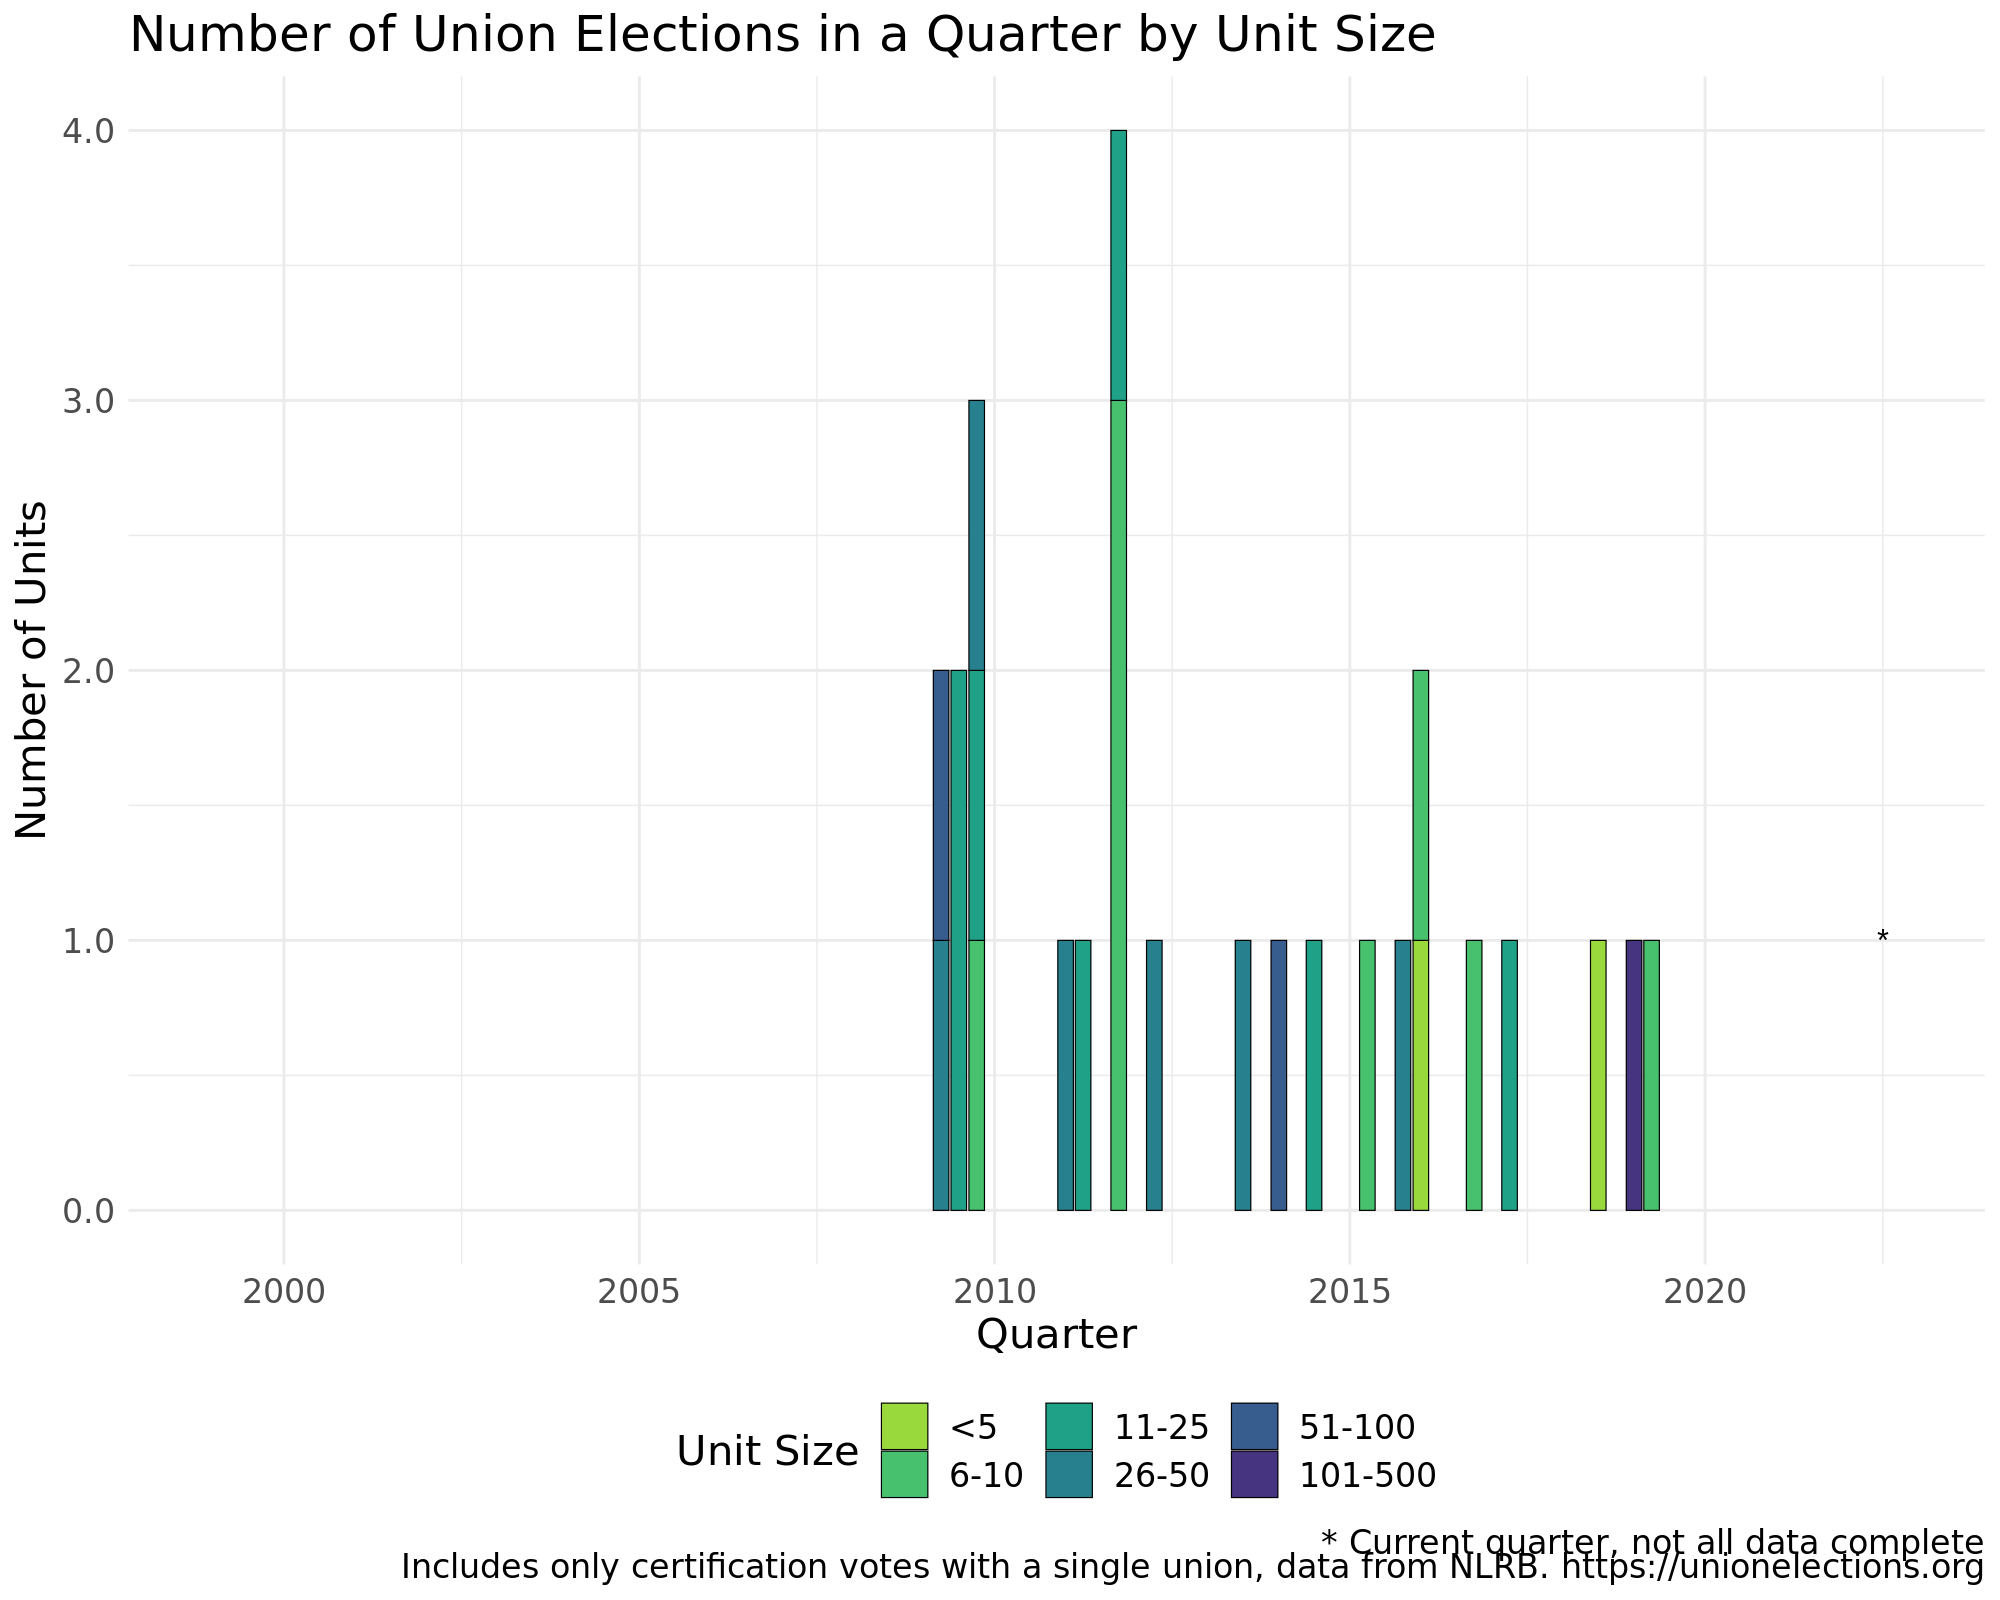 Number of Union Elections in a Quarter by Unit Size
Number of Units
4.0
3.0
2.0
1.0
0.0
*
2000 2005 2010 2015 2020
Quarter
Unit Size
<5 11-25 51-100
6-10 26-50 101-500
* Current quarter, not all data complete
Includes only certification votes with a single union, data from NLRB. https://unionelections.org